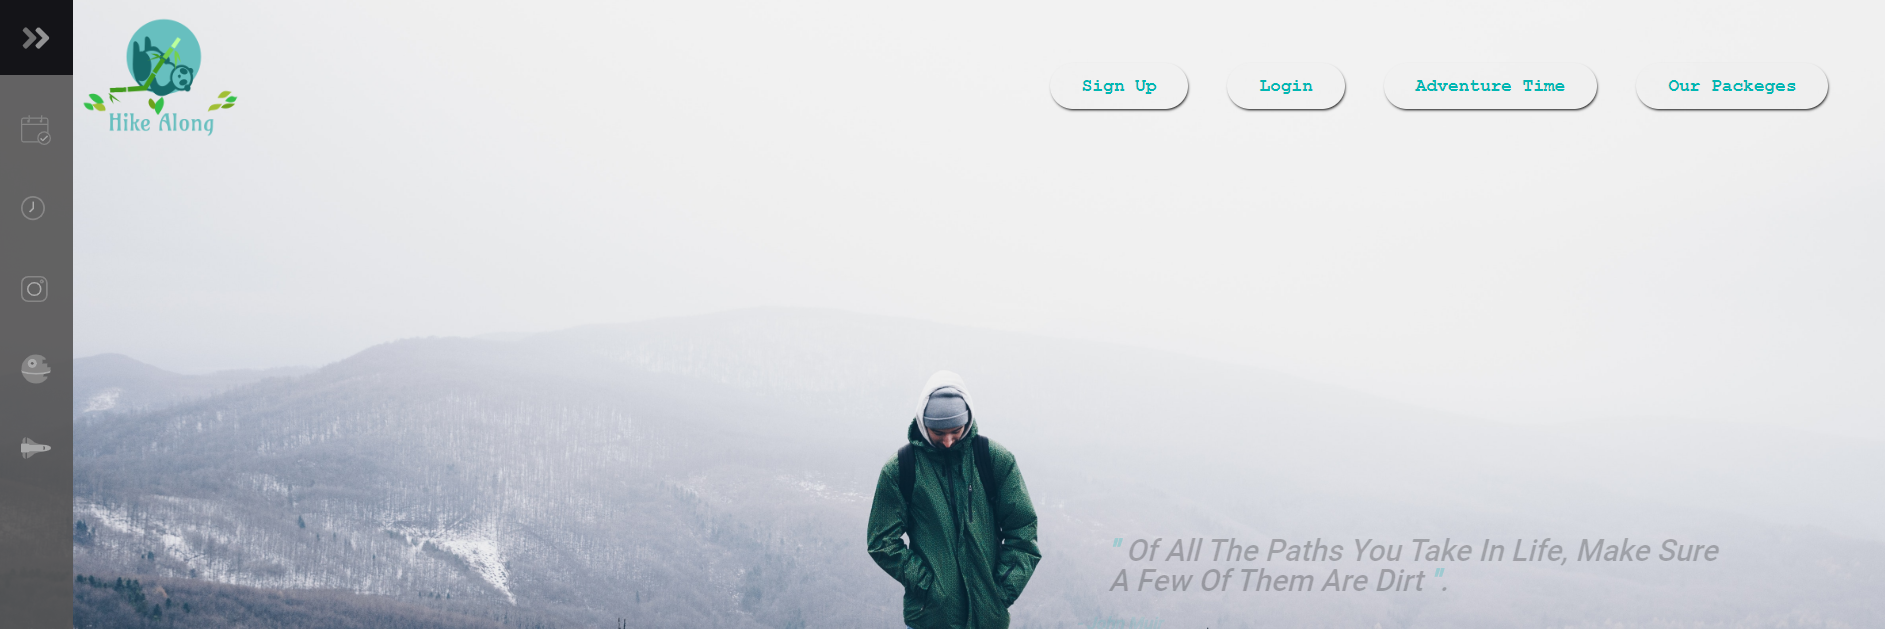 Hike Along
Sign Up
Login
Adventure Time
Our Packeges
" Of All The Paths You Take In Life, Make Sure
A Few Of Them Are Dirt ".